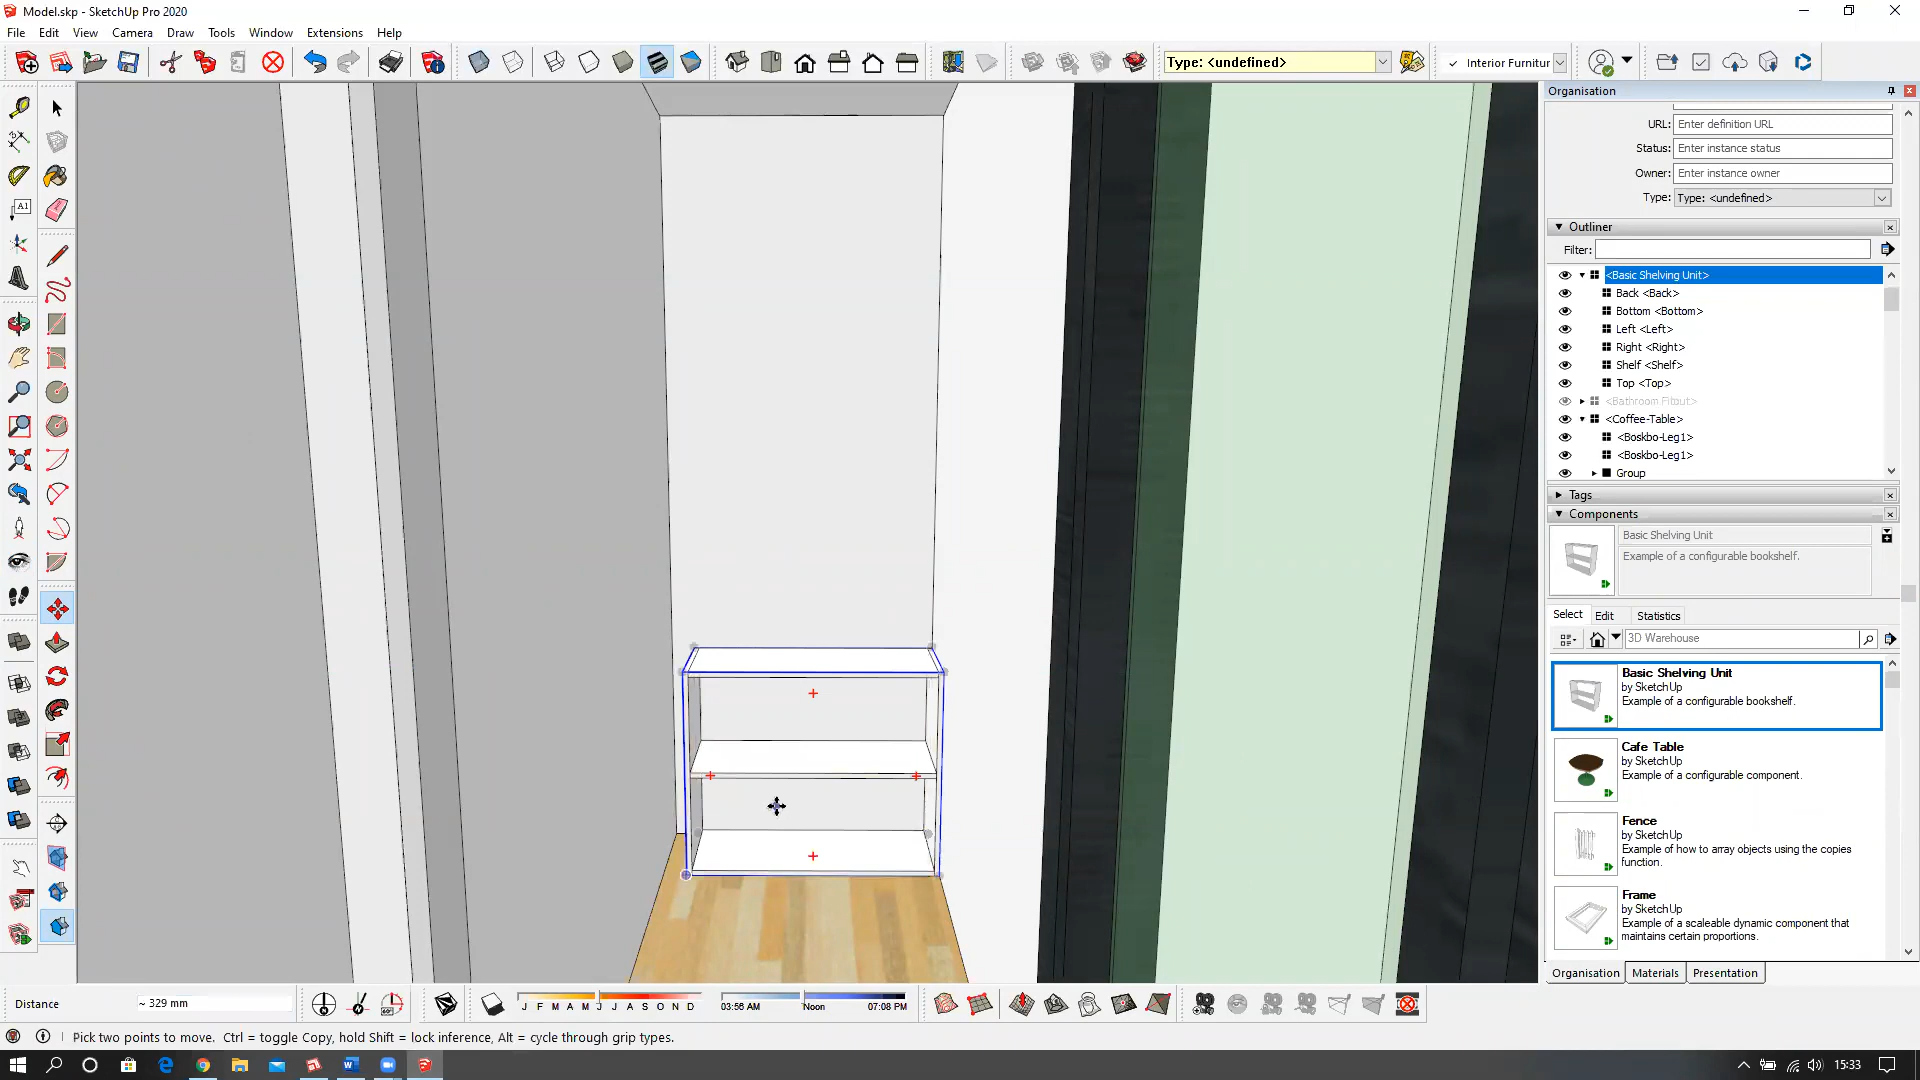 Model.skp - SketchUp Pro 2020
File Edit View Camera Draw Tools Window Extensions Help
Type: <undefined>
Interior Furnitur
Organisation
URL: Enter definition URL
Status: Enter instance status
Owner: Enter instance owner
Type: Type: <undefined>
Outliner
Filter:
<Basic Shelving Unit>
Back <Back>
Bottom <Bottom>
Left <Left>
Right <Right>
Shelf <Shelf>
Top <Top>
<Bathroom Fitout>
<Coffee-Table>
<Boskbo-Leg1>
<Boskbo-Leg1>
Group
Tags
Components
Basic Shelving Unit
Example of a configurable bookshelf.
Select Edit Statistics
3D Warehouse
Basic Shelving Unit
by SketchUp
Example of a configurable bookshelf.
Cafe Table
by SketchUp
Example of a configurable component.
Fence
by SketchUp
Example of how to array objects using the copies
function.
Frame
by SketchUp
Example of a scaleable dynamic component that
maintains certain proportions.
Organisation Materials Presentation
A1
Distance ~ 329 mm
J F M A M J J A S O N D
03:56 AM Noon 07:08 PM
Pick two points to move. Ctrl = toggle Copy, hold Shift = lock inference, Alt = cycle through grip types.
15:33